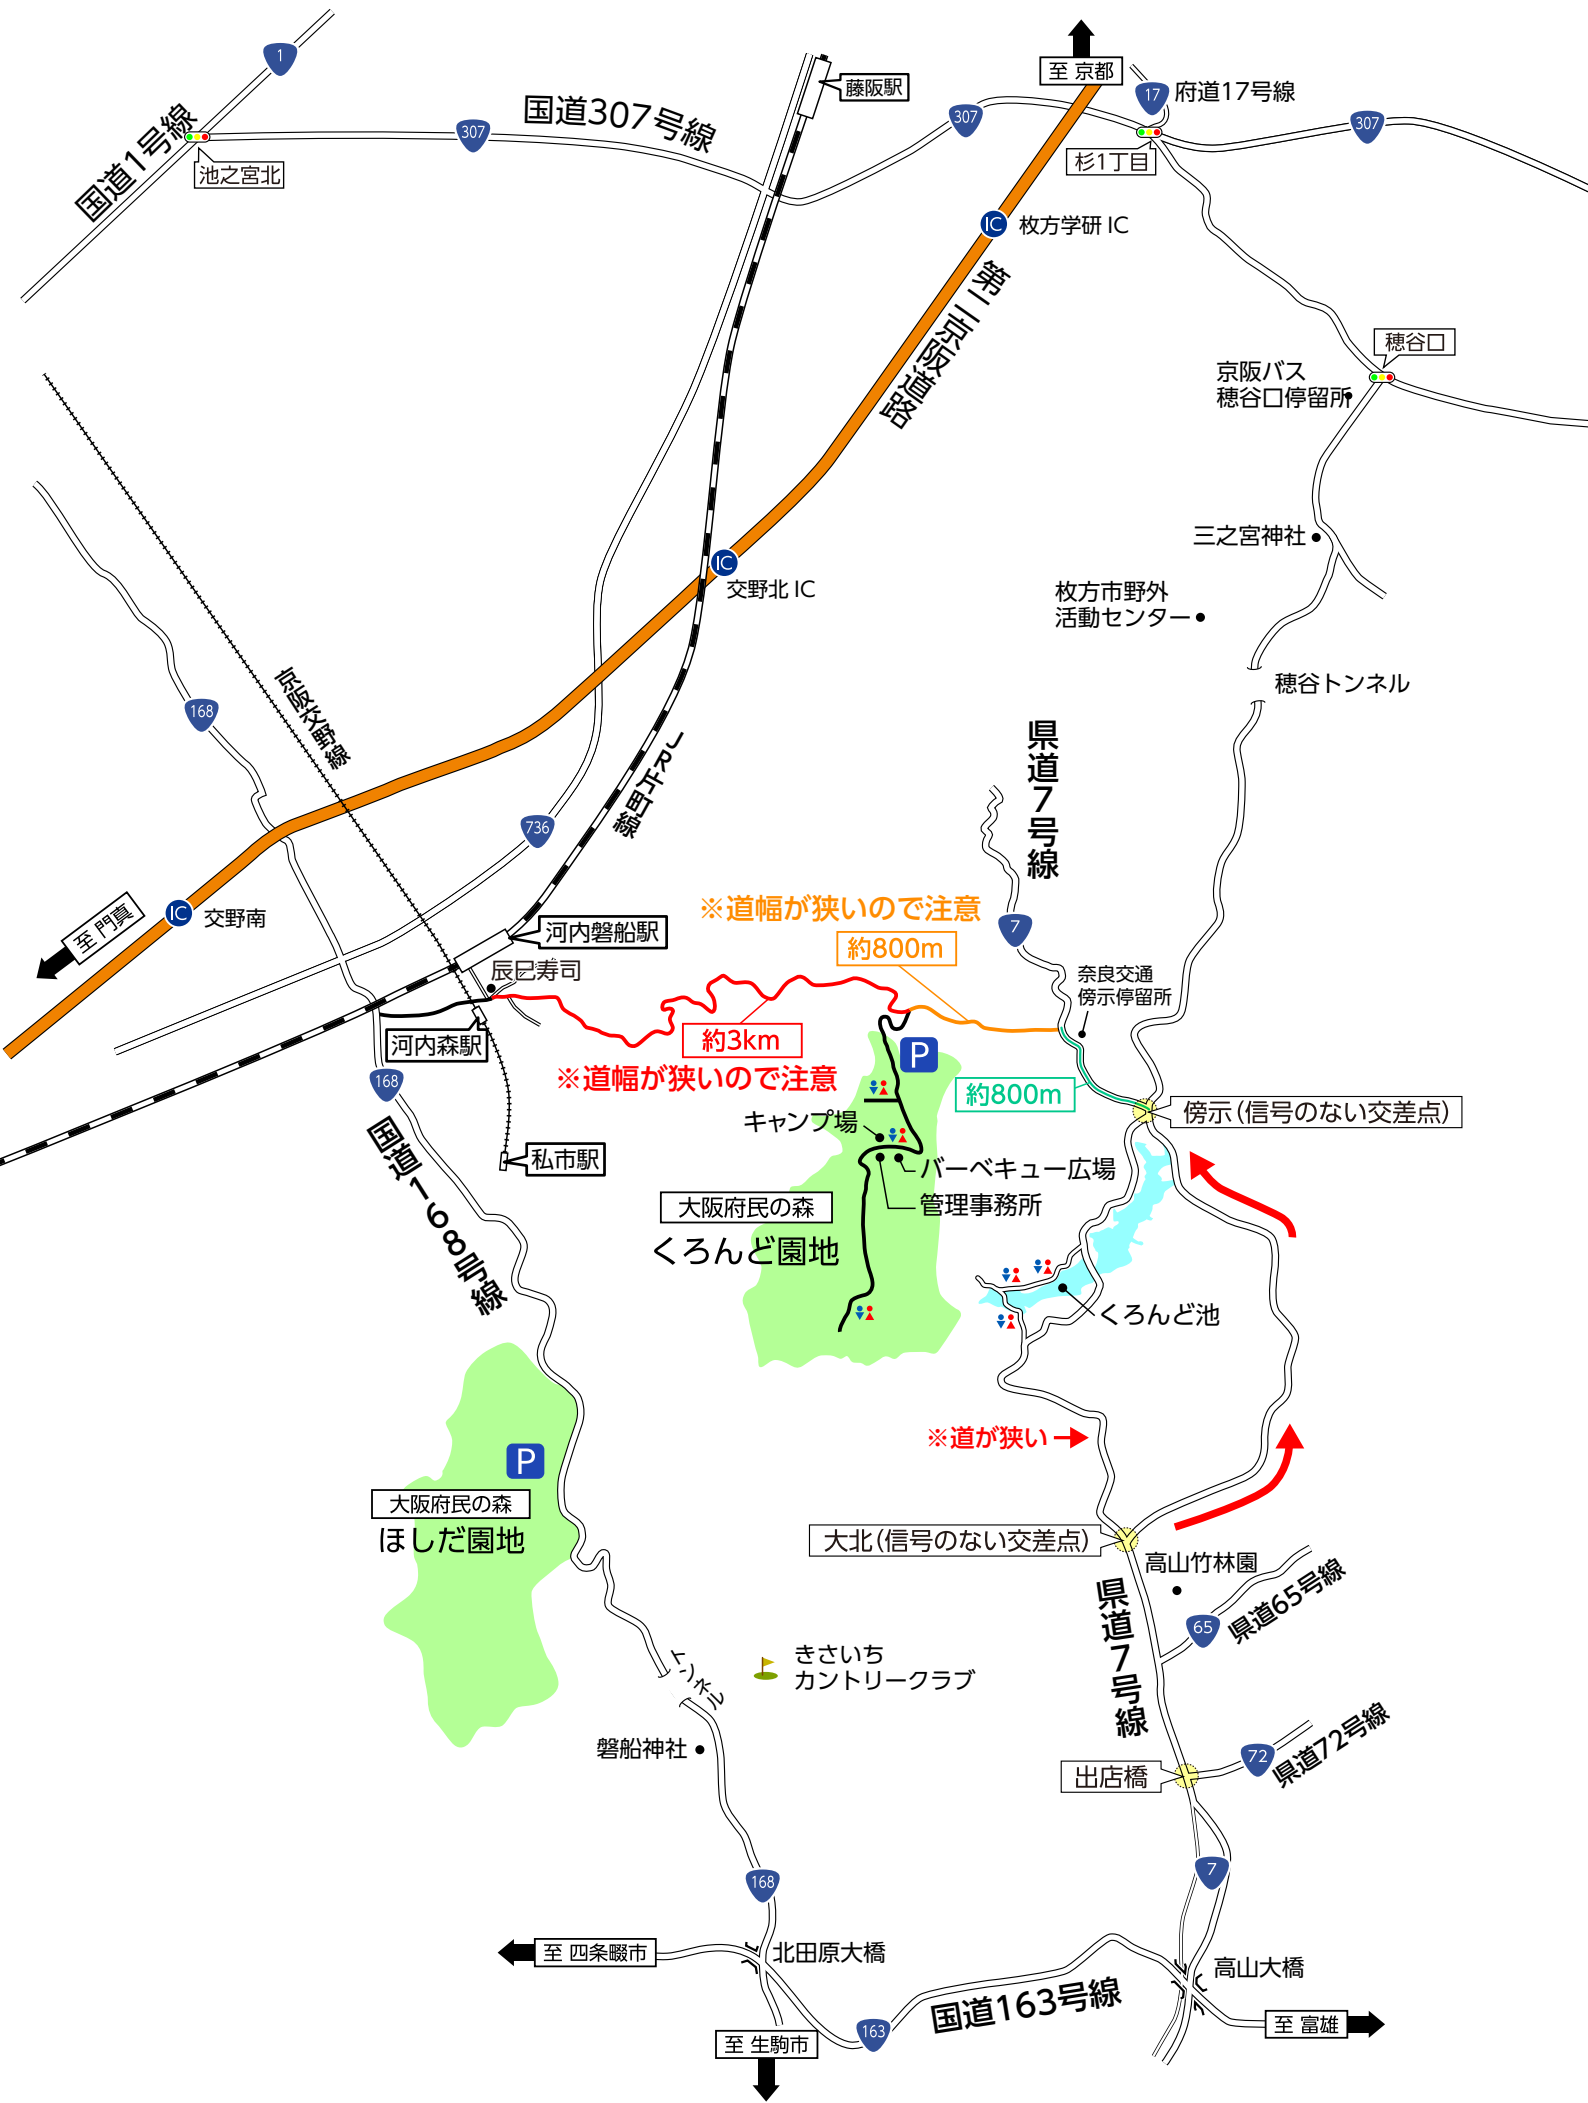 至 京都
藤阪駅
1
17
府道17号線
国道307号線
307
307
307
国道1号線
池之宮北
杉1丁目
IC
枚方学研 IC
第二京阪道路
穂谷口
京阪バス
穂谷口停留所
三之宮神社
IC
交野北 IC
枚方市野外
活動センター
穂谷トンネル
京阪交野線
168
県道7号線
JR片町線
736
※道幅が狭いので注意
約800m
7
至 門真
IC
交野南
河内磐船駅
辰巳寿司
奈良交通
傍示停留所
約3km
河内森駅
※道幅が狭いので注意
P
168
約800m
傍示(信号のない交差点)
キャンプ場
国道168号線
私市駅
バーベキュー広場
管理事務所
大阪府民の森
くろんど園地
くろんど池
※道が狭い
P
大阪府民の森
ほしだ園地
大北(信号のない交差点)
高山竹林園
県道65号線
65
県道7号線
きさいち
カントリークラブ
トンネル
磐船神社
72
県道72号線
出店橋
7
168
至 四条畷市
北田原大橋
高山大橋
国道163号線
163
至 富雄
至 生駒市